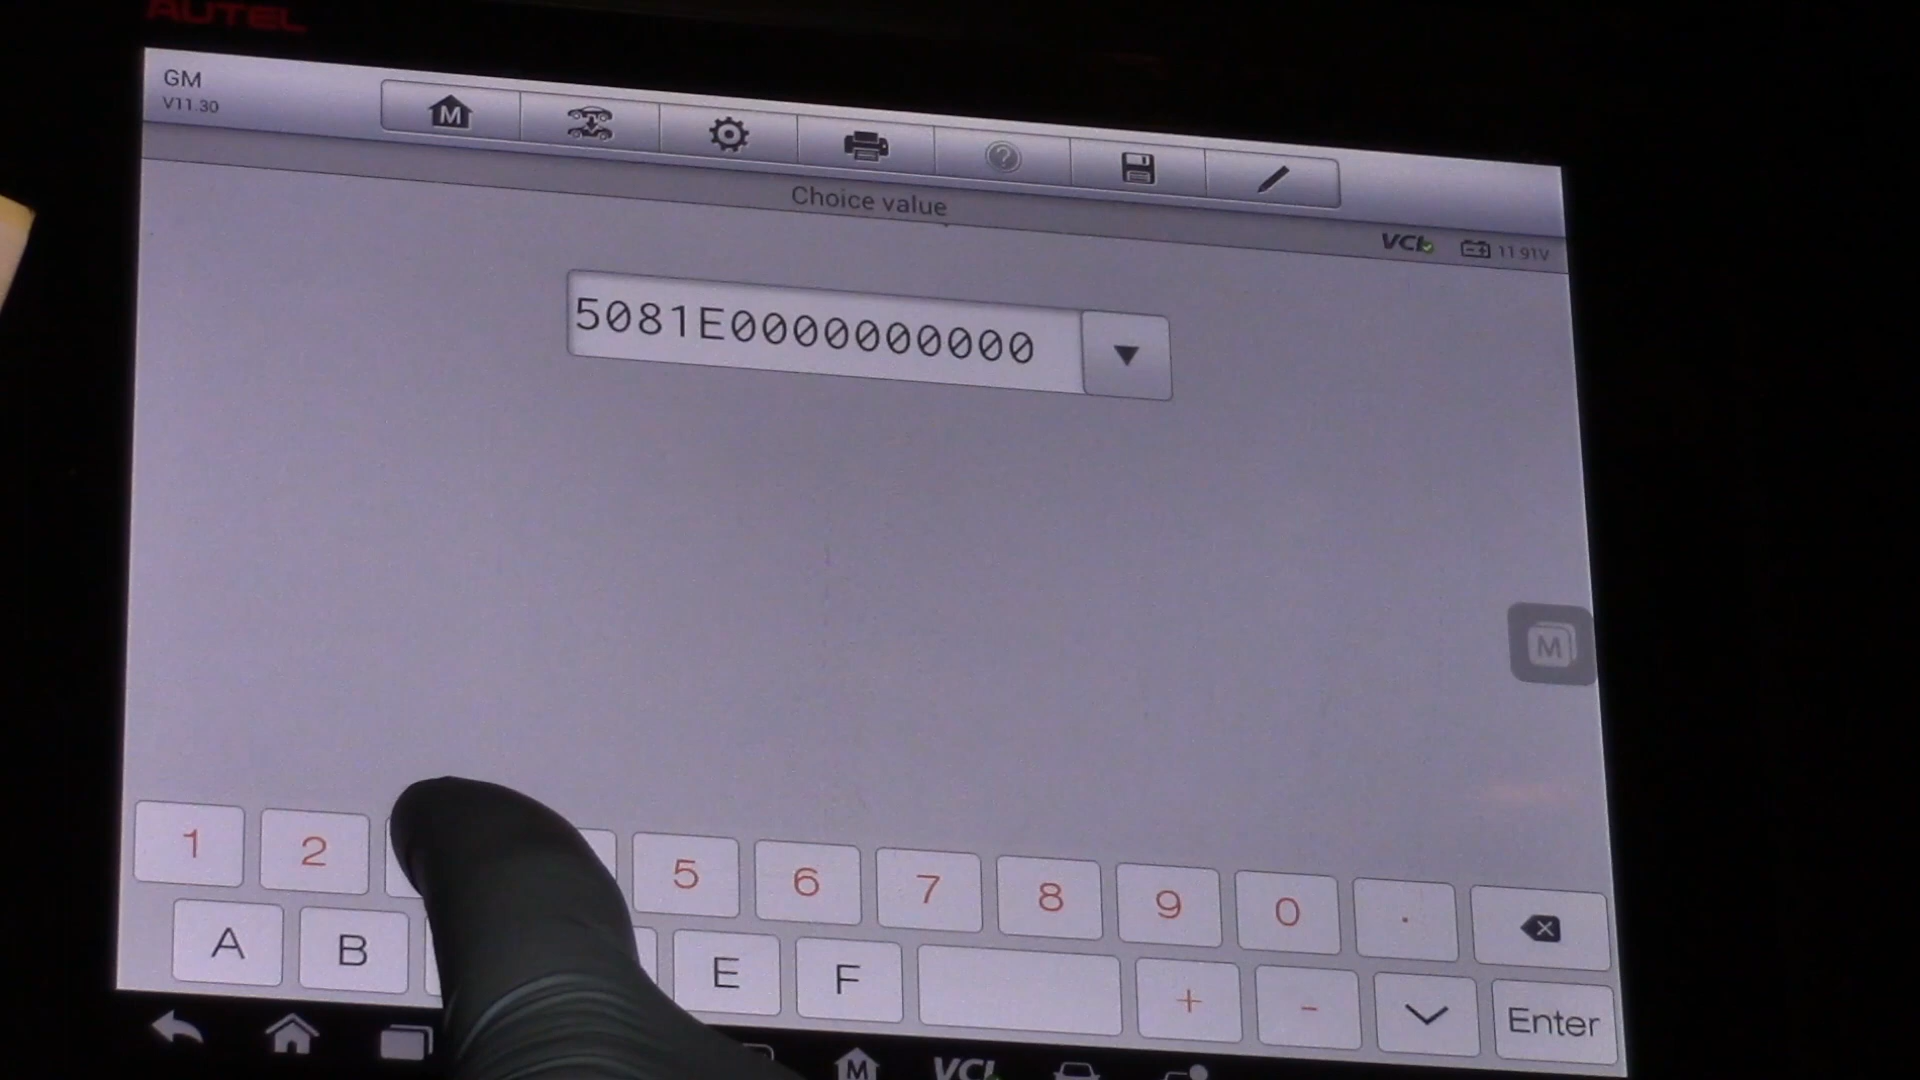 AUTEL
GM
V11.30
M
?
Choice value
VCI
11.91V
5081E0000000000
M
1 2 5 6 7 8 9 0 .
A B E F + - Enter
M VCI